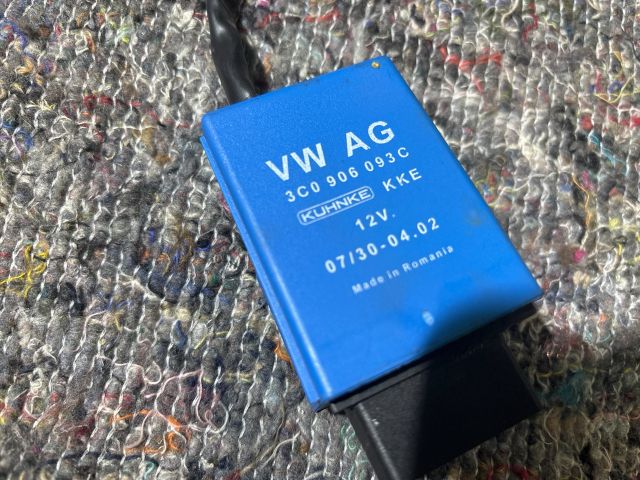 VW AG
3C0 906 093C
KUHNKE KKE
12V.
07/30-04.02
Made in Romania